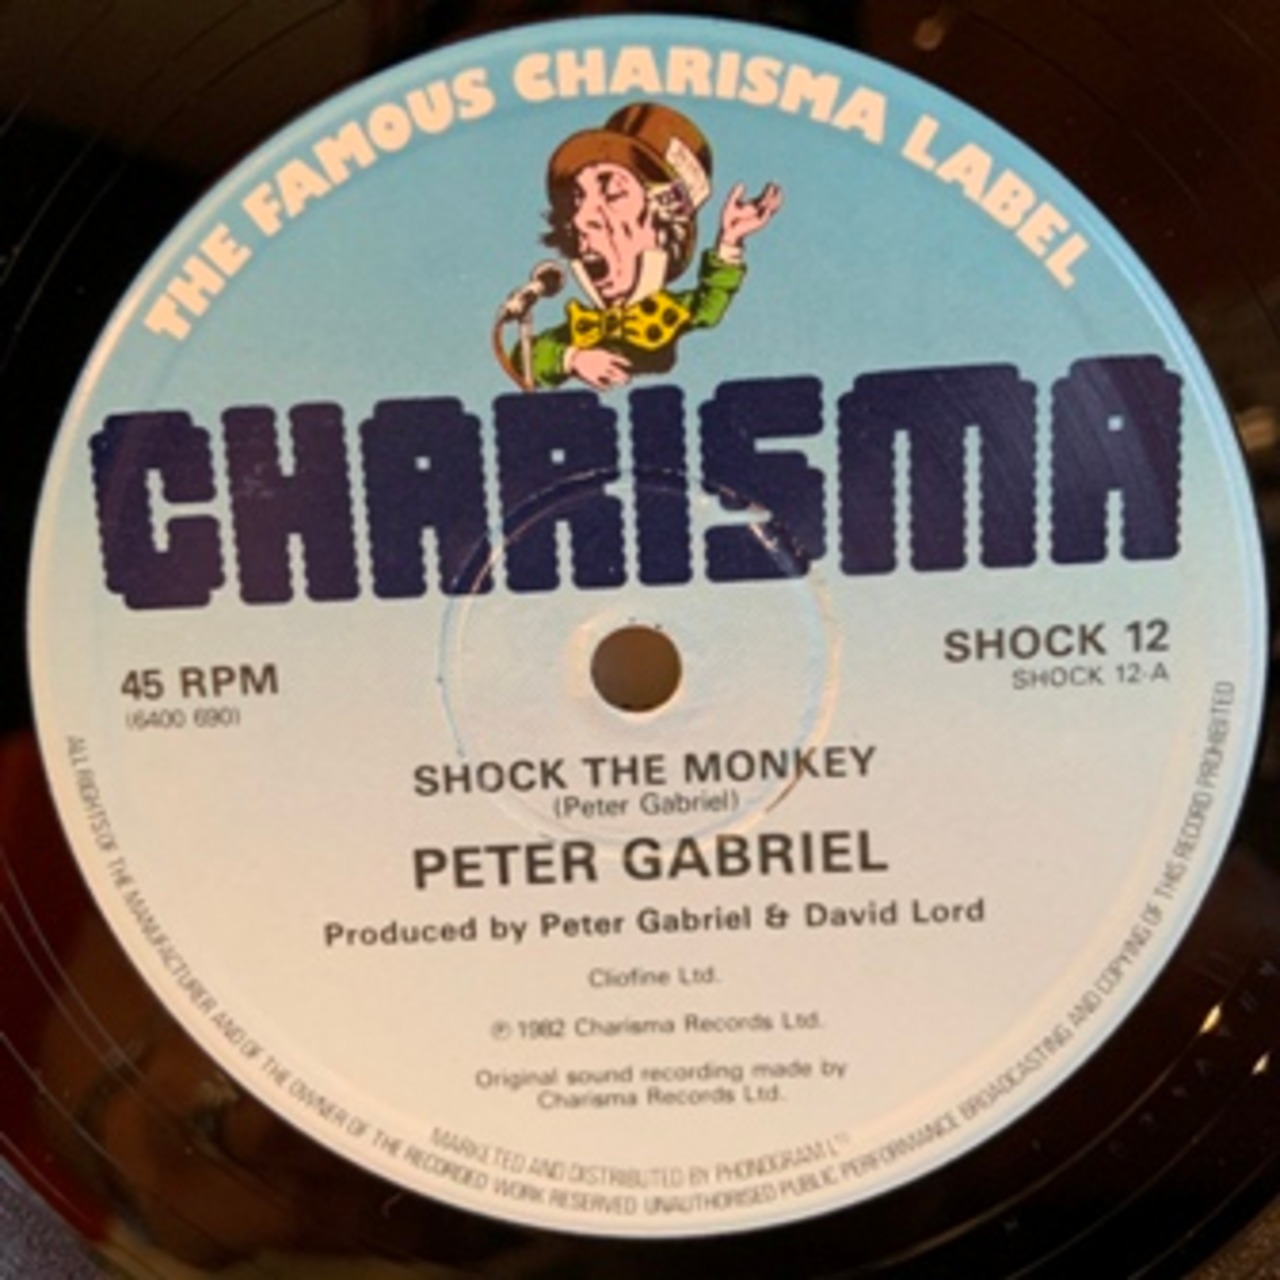 THE FAMOUS CHARISMA LABEL
CHARISMA
45 RPM
(6400 690)
SHOCK 12
SHOCK 12-A
SHOCK THE MONKEY
(Peter Gabriel)
PETER GABRIEL
Produced by Peter Gabriel & David Lord
Cliofine Ltd.
℗ 1982 Charisma Records Ltd.
Original sound recording made by
Charisma Records Ltd.
MARKETED AND DISTRIBUTED BY PHONOGRAM LTD
ALL RIGHTS OF THE MANUFACTURER AND OF THE OWNER OF THE RECORDED WORK RESERVED UNAUTHORISED PUBLIC PERFORMANCE BROADCASTING AND COPYING OF THIS RECORD PROHIBITED